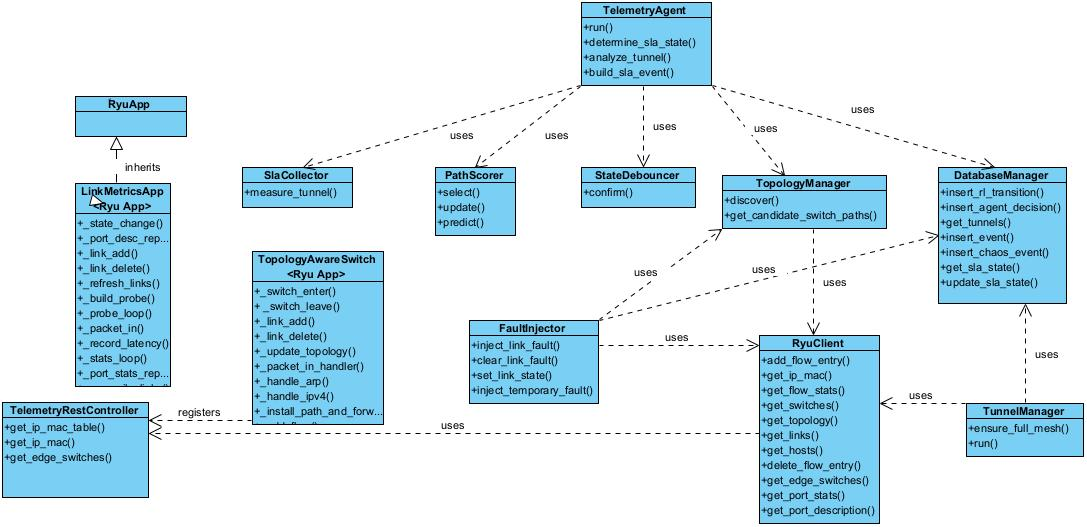 TelemetryAgent
+run()
+determine_sla_state()
+analyze_tunnel()
+build_sla_event()
RyuApp
inherits
uses
uses
uses
uses
uses
LinkMetricsApp
<Ryu App>
+_state_change()
+_port_desc_rep...
+_link_add()
+_link_delete()
+_refresh_links()
+_build_probe()
+_probe_loop()
+_packet_in()
+_record_latency()
+_stats_loop()
+_port_stats_rep...
SlaCollector
+measure_tunnel()
PathScorer
+select()
+update()
+predict()
StateDebouncer
+confirm()
TopologyManager
+discover()
+get_candidate_switch_paths()
DatabaseManager
+insert_rl_transition()
+insert_agent_decision()
+get_tunnels()
+insert_event()
+insert_chaos_event()
+get_sla_state()
+update_sla_state()
TopologyAwareSwitch
<Ryu App>
+_switch_enter()
+ _switch_leave()
+_link_add()
+_link_delete()
+_update_topology()
+_packet_in_handler()
+_handle_arp()
+_handle_ipv4()
+_install_path_and_forw...
uses
uses
uses
FaultInjector
+inject_link_fault()
+clear_link_fault()
+set_link_state()
+inject_temporary_fault()
uses
RyuClient
+add_flow_entry()
+get_ip_mac()
+get_flow_stats()
+get_switches()
+get_topology()
+get_links()
+get_hosts()
+delete_flow_entry()
+get_edge_switches()
+get_port_stats()
+get_port_description()
uses
uses
TunnelManager
+ensure_full_mesh()
+run()
TelemetryRestController
+get_ip_mac_table()
+get_ip_mac()
+get_edge_switches()
registers
uses